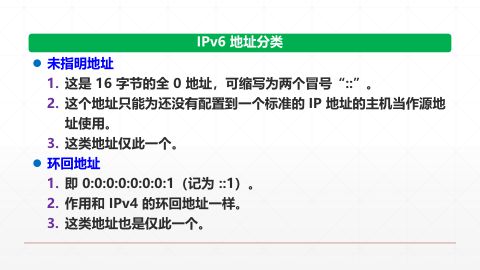 IPv6 地址分类
● 未指明地址
1. 这是 16 字节的全 0 地址，可缩写为两个冒号“::”。
2. 这个地址只能为还没有配置到一个标准的 IP 地址的主机当作源地
址使用。
3. 这类地址仅此一个。
● 环回地址
1. 即 0:0:0:0:0:0:0:1（记为 ::1）。
2. 作用和 IPv4 的环回地址一样。
3. 这类地址也是仅此一个。